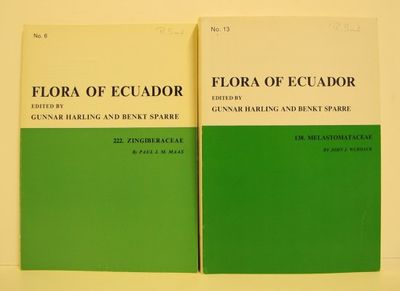 No. 6
FLORA OF ECUADOR
EDITED BY
GUNNAR HARLING AND BENKT SPARRE
222. ZINGIBERACEAE
By PAUL J. M. MAAS
No. 13
FLORA OF ECUADOR
EDITED BY
GUNNAR HARLING AND BENKT SPARRE
138. MELASTOMATACEAE
BY JOHN J. WURDACK